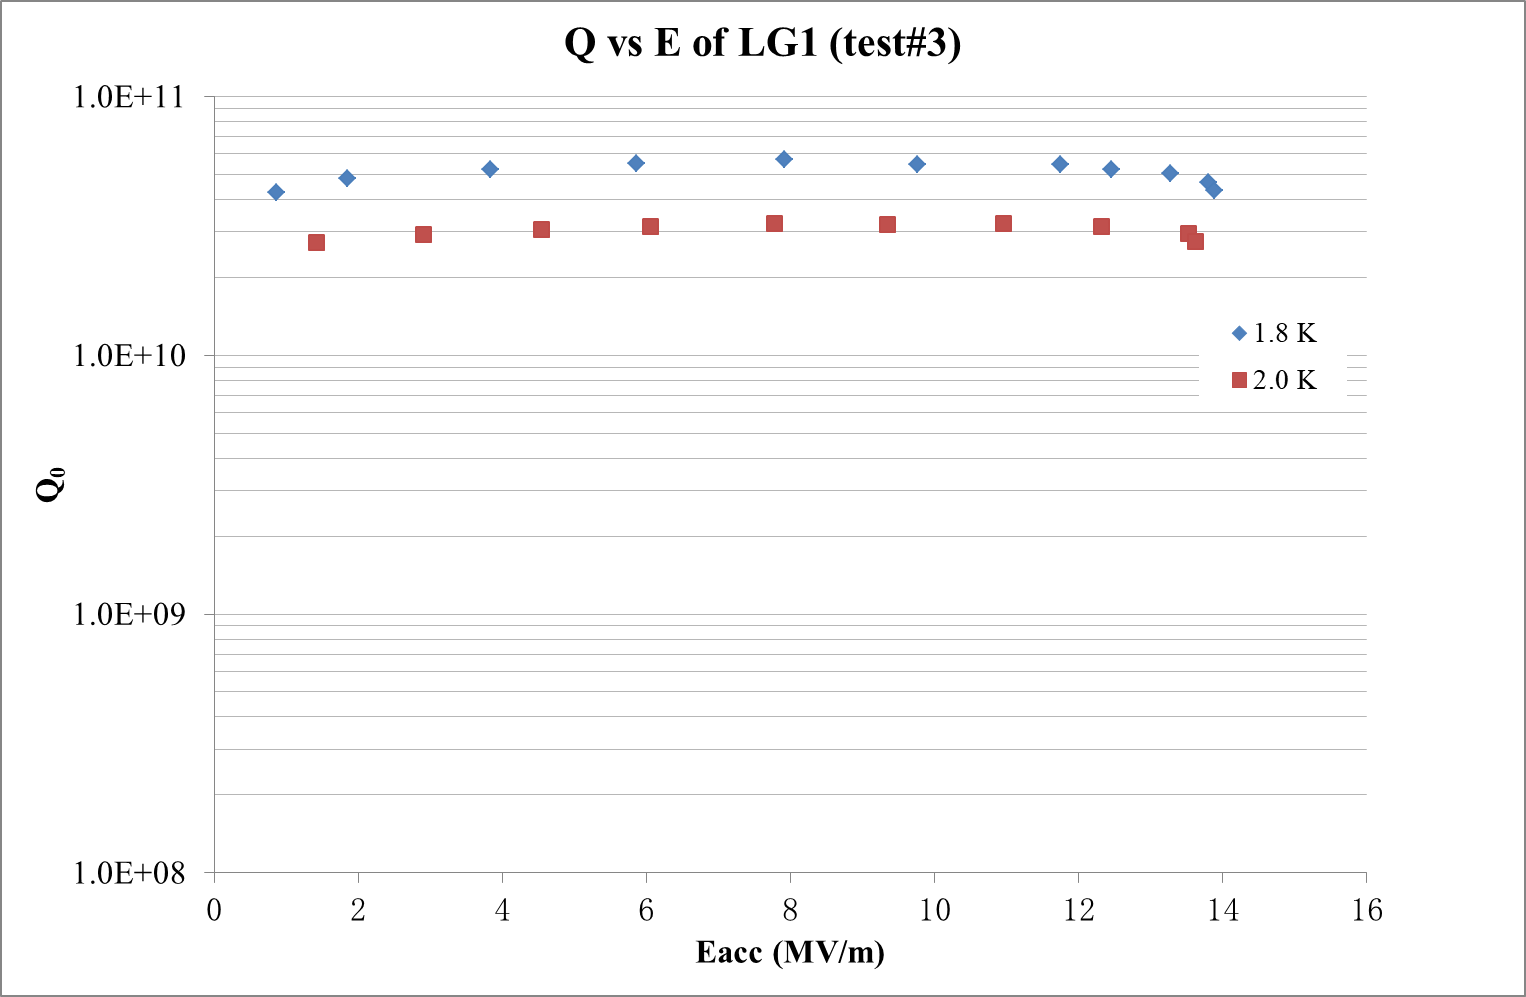 Q vs E of LG1 (test#3)
1.0E+11
1.0E+10
1.0E+09
1.0E+08
Q₀
1.8 K
2.0 K
0 2 4 6 8 10 12 14 16
Eacc (MV/m)